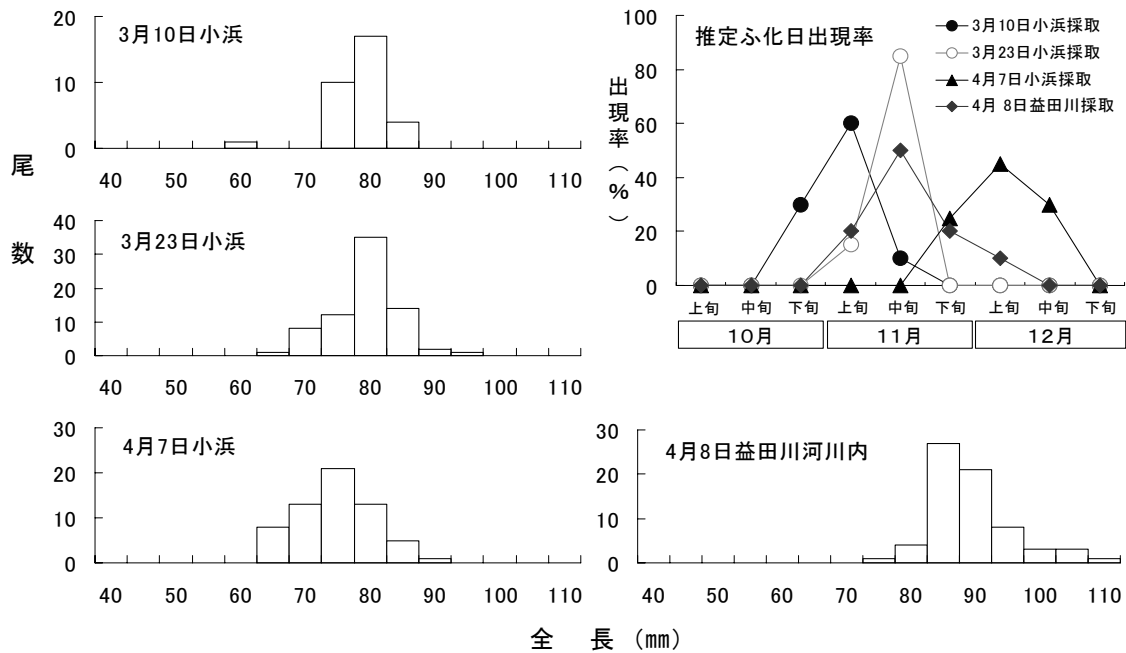 3月10日小浜
20
10
0
40 50 60 70 80 90 100 110
3月23日小浜
40
30
20
10
0
40 50 60 70 80 90 100 110
4月7日小浜
30
20
10
0
40 50 60 70 80 90 100 110
尾数
推定ふ化日出現率
3月10日小浜採取
3月23日小浜採取
4月7日小浜採取
4月 8日益田川採取
出現率(%)
100
80
60
40
20
0
上旬 中旬 下旬 上旬 中旬 下旬 上旬 中旬 下旬
10月 11月 12月
4月8日益田川河川内
30
20
10
0
40 50 60 70 80 90 100 110
全 長 (mm)